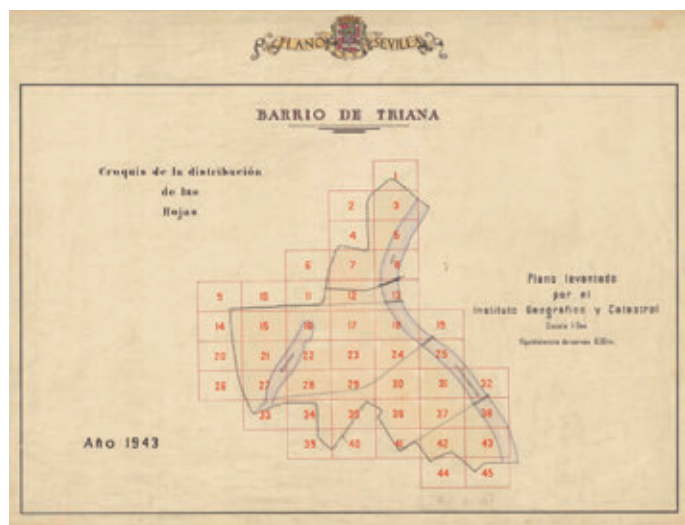 PLANO SEVILLA
BARRIO DE TRIANA
Croquis de la distribución
de las
Hojas
1
2 3
4 5
6 7 8
9 10 11 12 13
14 15 16 17 18 19
20 21 22 23 24 25
26 27 28 29 30 31 32
33 34 35 36 37 38
39 40 41 42 43
44 45
Plano levantado
por el
Instituto Geográfico y Catastral
Año 1943